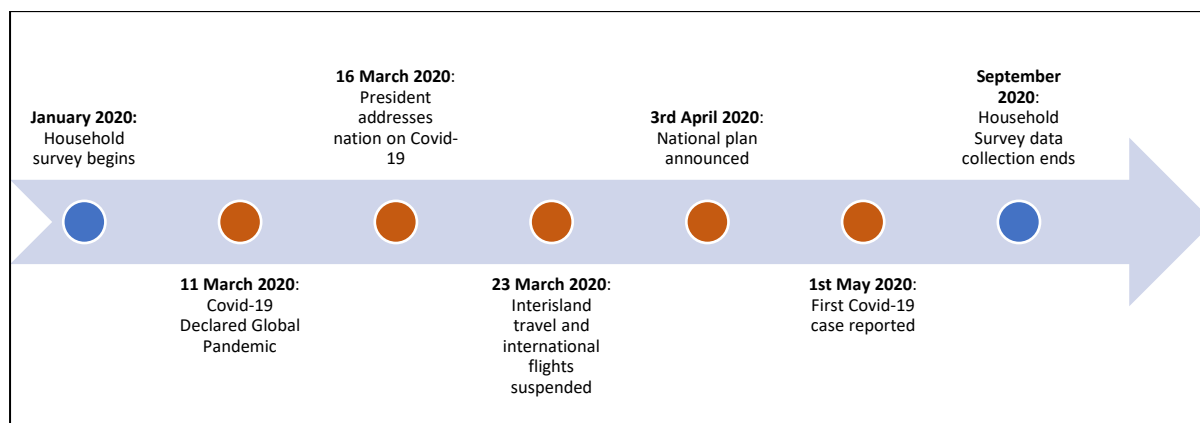 January 2020:
Household
survey begins
11 March 2020:
Covid-19
Declared Global
Pandemic
16 March 2020:
President
addresses
nation on Covid-
19
23 March 2020:
Interisland
travel and
international
flights
suspended
3rd April 2020:
National plan
announced
1st May 2020:
First Covid-19
case reported
September
2020:
Household
Survey data
collection ends